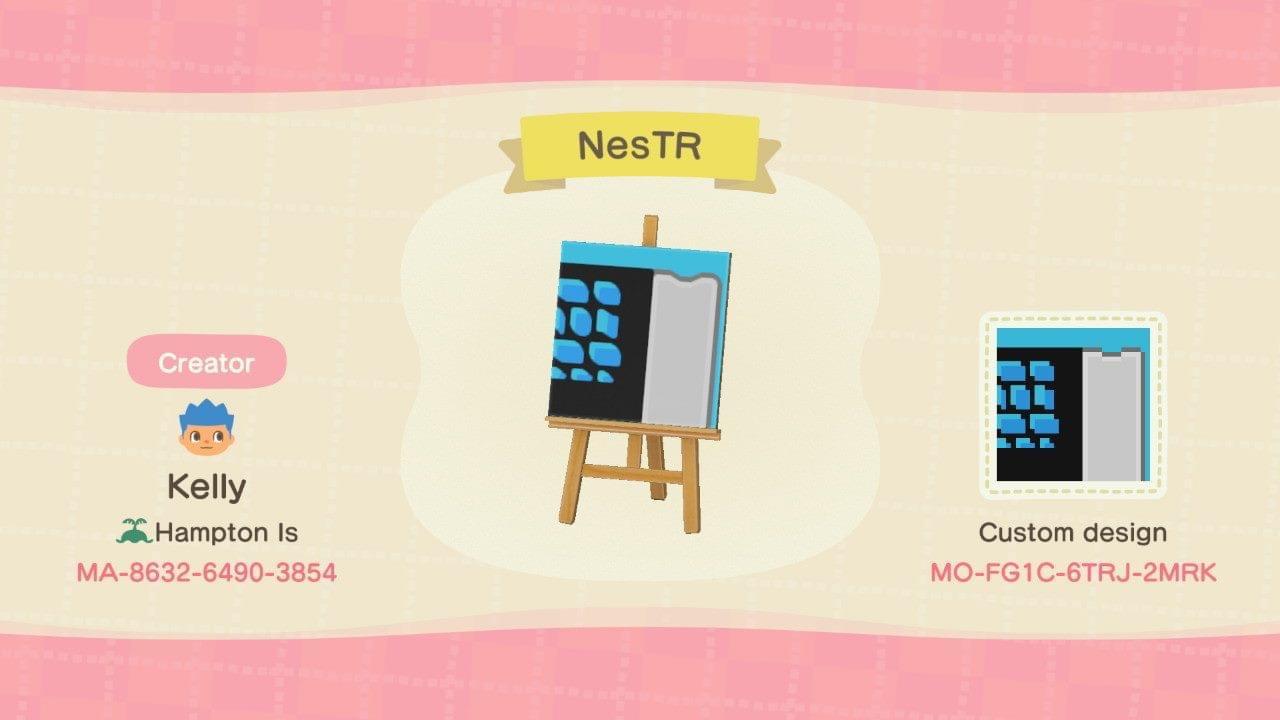 NesTR
Creator
Kelly
Hampton Is
MA-8632-6490-3854
Custom design
MO-FG1C-6TRJ-2MRK